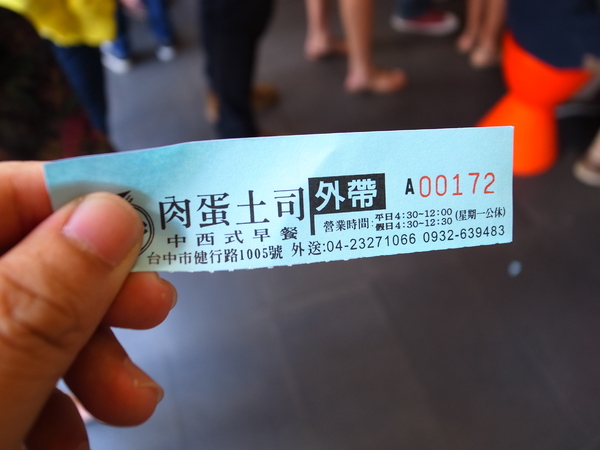 肉蛋土司 外帶 A00172
中西式早餐 營業時間:平日4:30-12:00 (星期一公休)
假日4:30-12:30
台中市健行路1005號 外送:04-23271066 0932-639483